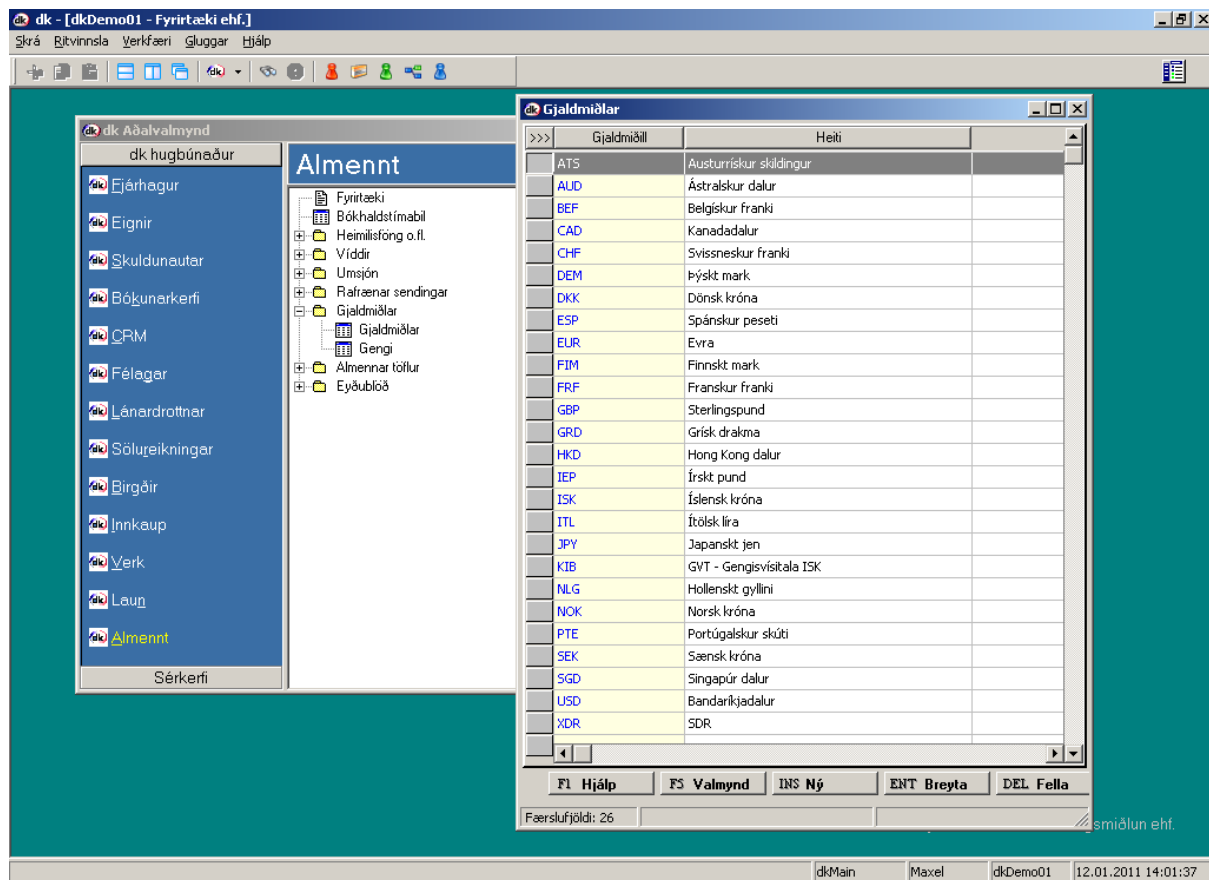 dk - [dkDemo01 - Fyrirtæki ehf.]
Skrá Ritvinnsla Verkfæri Gluggar Hjálp
dk Aðalvalmynd
dk hugbúnaður
Fjárhagur
Eignir
Skuldunautar
Bókunarkerfi
CRM
Félagar
Lánardrottnar
Sölureikningar
Birgðir
Innkaup
Verk
Laun
Almennt
Sérkerfi
Almennt
Fyrirtæki
Bókhaldstímabil
Heimilisföng o.fl.
Víddir
Umsjón
Rafrænar sendingar
Gjaldmiðlar
Gjaldmiðlar
Gengi
Almennar töflur
Eyðublöð
Gjaldmiðlar
>>> Gjaldmiðill Heiti
ATS Austurrískur skildingur
AUD Ástralskur dalur
BEF Belgískur franki
CAD Kanadadalur
CHF Svissneskur franki
DEM Þýskt mark
DKK Dönsk króna
ESP Spánskur peseti
EUR Evra
FIM Finnskt mark
FRF Franskur franki
GBP Sterlingspund
GRD Grísk drakma
HKD Hong Kong dalur
IEP Írskt pund
ISK Íslensk króna
ITL Ítölsk líra
JPY Japanskt jen
KIB GVT - Gengisvísitala ISK
NLG Hollenskt gyllini
NOK Norsk króna
PTE Portúgalskur skúti
SEK Sænsk króna
SGD Singapúr dalur
USD Bandaríkjadalur
XDR SDR
F1 Hjálp F5 Valmynd INS Ný ENT Breyta DEL Fella
Færslufjöldi: 26
smiðlun ehf.
dkMain Maxel dkDemo01 12.01.2011 14:01:37